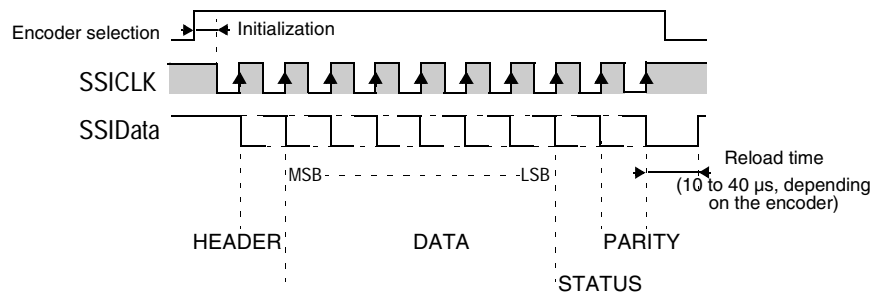 Encoder selection
Initialization
SSICLK
SSIData
MSB
LSB
Reload time
(10 to 40 µs, depending
on the encoder)
HEADER
DATA
PARITY
STATUS